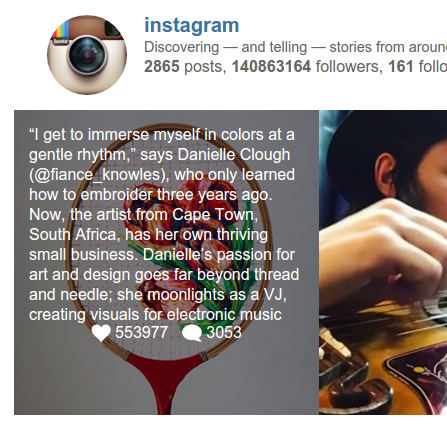 instagram
Discovering — and telling — stories from aroun
2865 posts, 140863164 followers, 161 follo
“I get to immerse myself in colors at a
gentle rhythm,” says Danielle Clough
(@fiance_knowles), who only learned
how to embroider three years ago.
Now, the artist from Cape Town,
South Africa, has her own thriving
small business. Danielle’s passion for
art and design goes far beyond thread
and needle; she moonlights as a VJ,
creating visuals for electronic music
553977 3053